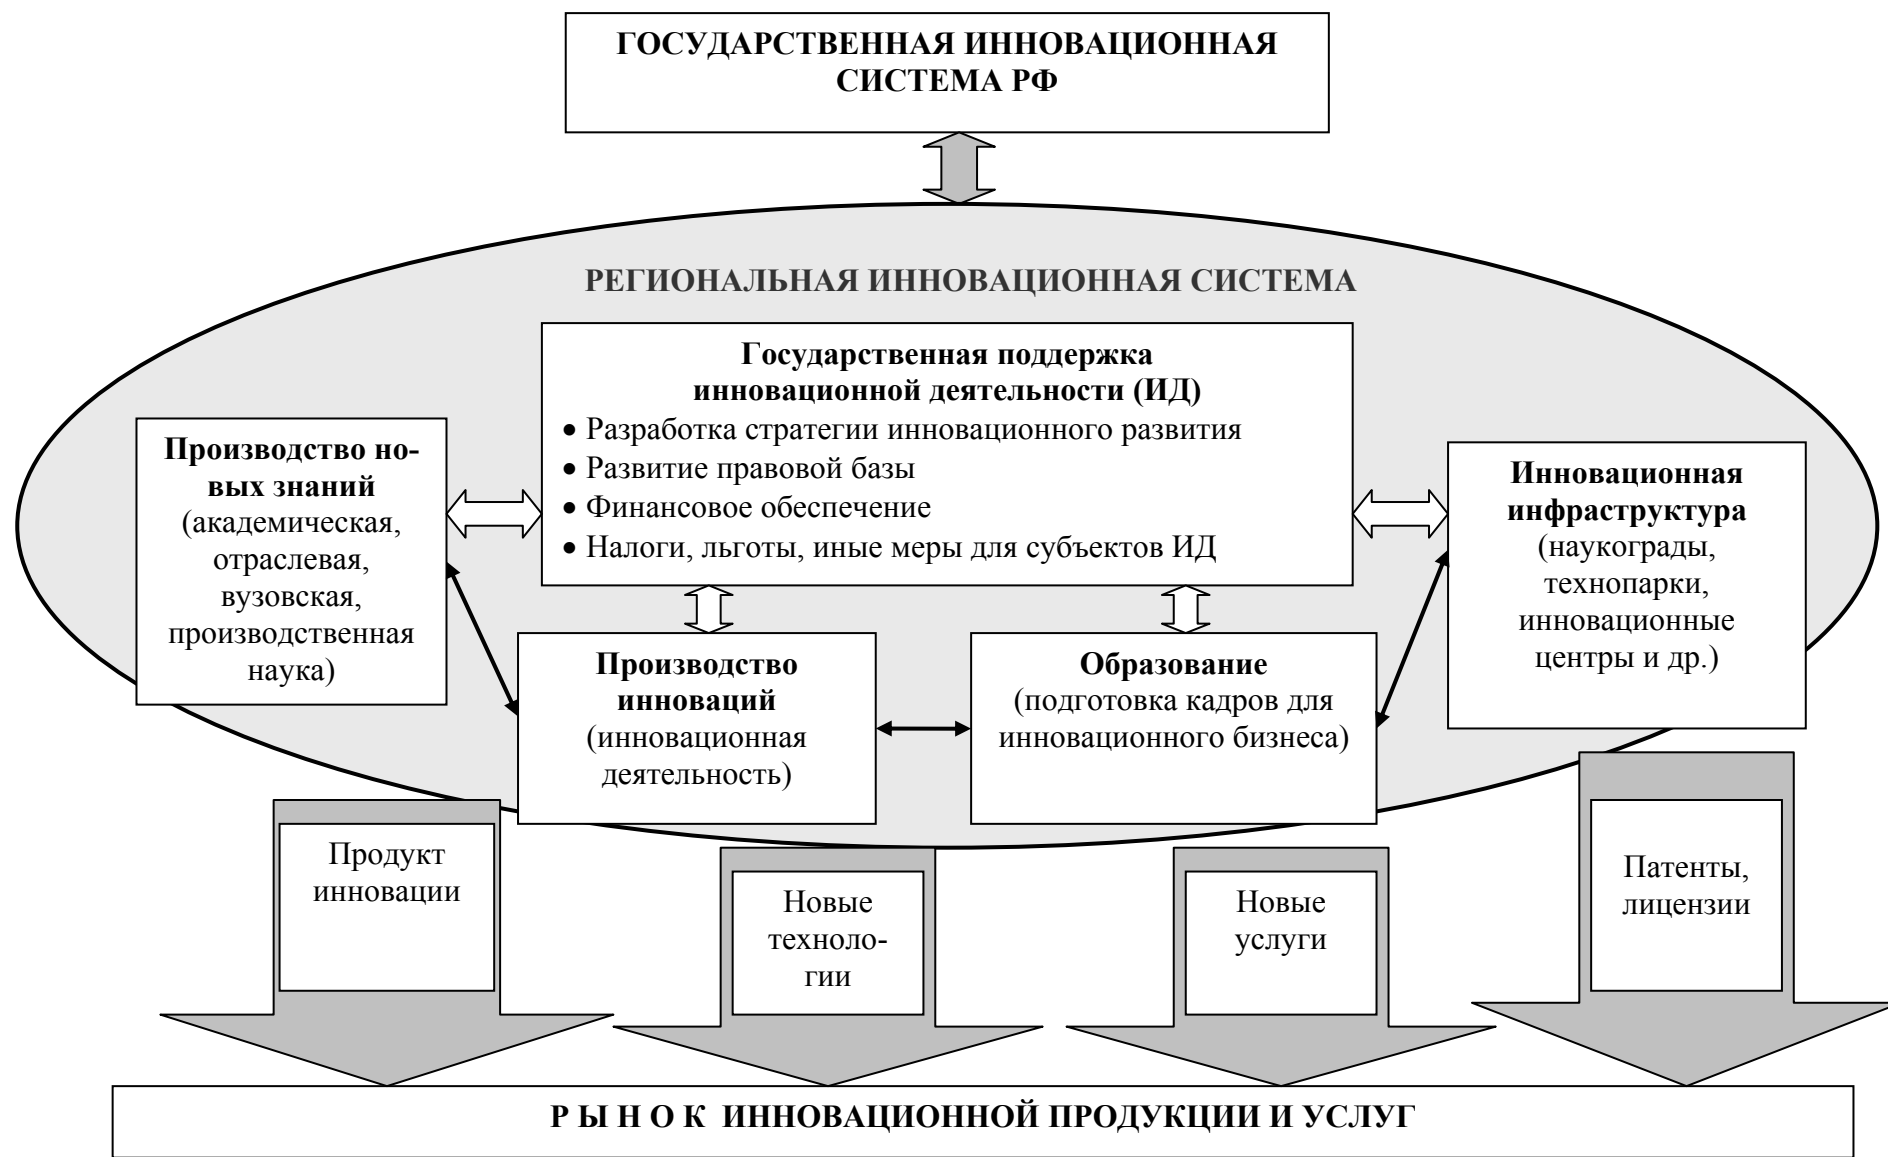 ГОСУДАРСТВЕННАЯ ИННОВАЦИОННАЯ
СИСТЕМА РФ
РЕГИОНАЛЬНАЯ ИННОВАЦИОННАЯ СИСТЕМА
Государственная поддержка
инновационной деятельности (ИД)
• Разработка стратегии инновационного развития
• Развитие правовой базы
• Финансовое обеспечение
• Налоги, льготы, иные меры для субъектов ИД
Производство но-
вых знаний
(академическая,
отраслевая,
вузовская,
производственная
наука)
Инновационная
инфраструктура
(наукограды,
технопарки,
инновационные
центры и др.)
Производство
инноваций
(инновационная
деятельность)
Образование
(подготовка кадров для
инновационного бизнеса)
Продукт
инновации
Новые
техноло-
гии
Новые
услуги
Патенты,
лицензии
Р Ы Н О К ИННОВАЦИОННОЙ ПРОДУКЦИИ И УСЛУГ